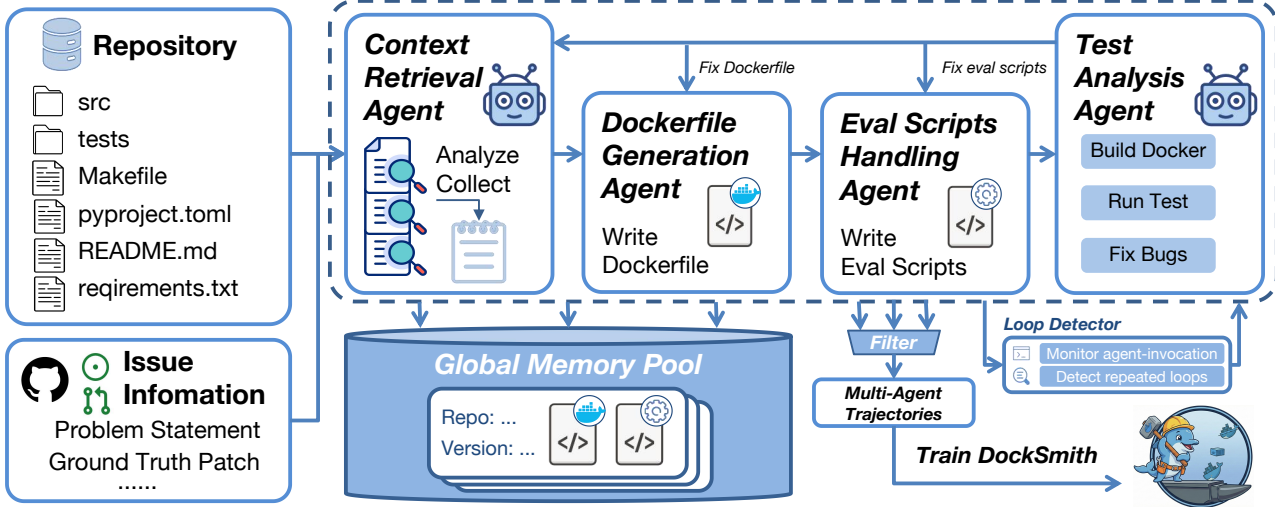 Repository
src
tests
Makefile
pyproject.toml
README.md
reqirements.txt
Issue
Infomation
Problem Statement
Ground Truth Patch
......
Context
Retrieval
Agent
Analyze
Collect
Fix Dockerfile
Dockerfile
Generation
Agent
</>
Write
Dockerfile
Fix eval scripts
Eval Scripts
Handling
Agent
</>
Write
Eval Scripts
Test
Analysis
Agent
Build Docker
Run Test
Fix Bugs
Global Memory Pool
Repo: ...
Version: ...
</>
</>
Filter
Multi-Agent
Trajectories
Loop Detector
Monitor agent-invocation
Detect repeated loops
Train DockSmith